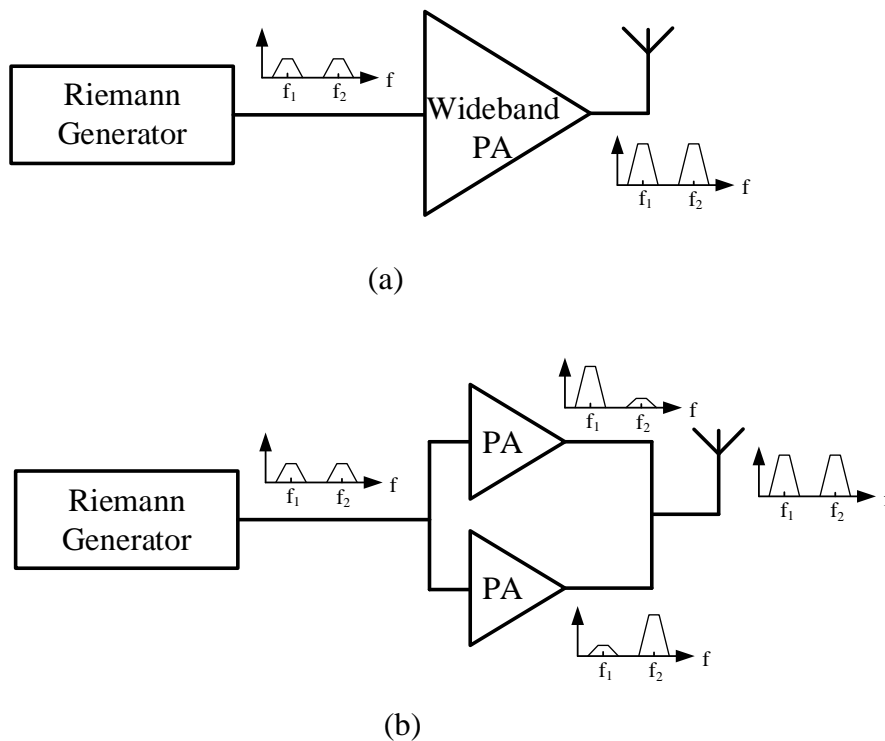 f
f₁ f₂
Riemann
Generator
Wideband
PA
f
f₁ f₂
(a)
f
f₁ f₂
PA
f
f₁ f₂
Riemann
Generator
f₁ f₂
PA
f
f₁ f₂
(b)